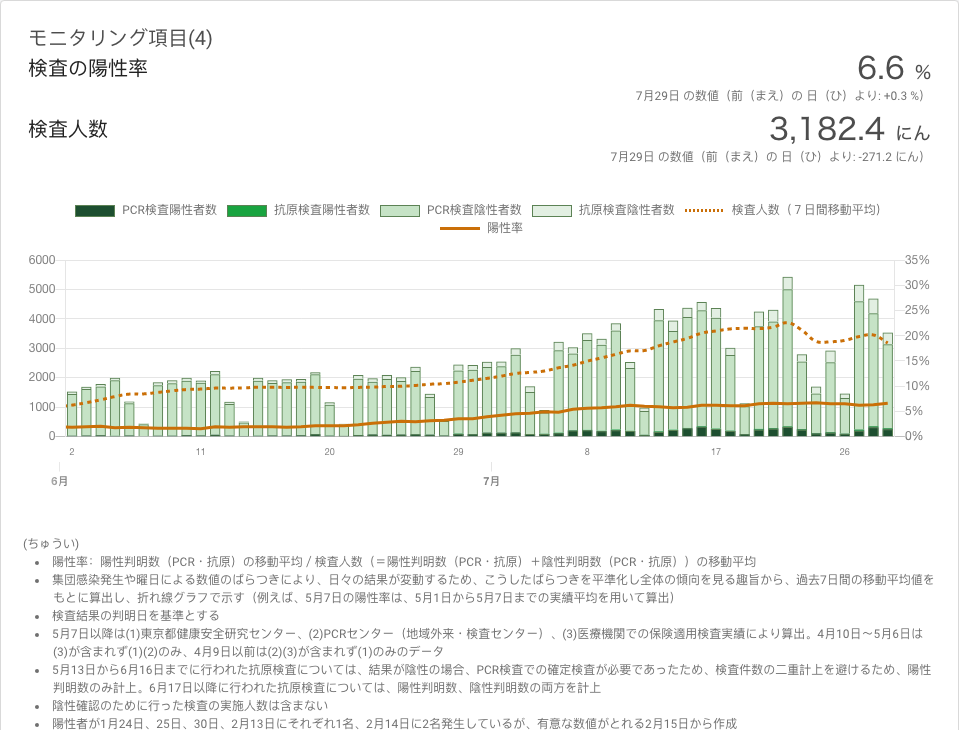 モニタリング項目(4)
検査の陽性率
6.6 %
7月29日 の数値（前（まえ）の 日（ひ）より: +0.3 %）
検査人数
3,182.4 にん
7月29日 の数値（前（まえ）の 日（ひ）より: -271.2 にん）
PCR検査陽性者数 抗原検査陽性者数 PCR検査陰性者数 抗原検査陰性者数 検査人数（７日間移動平均）
陽性率
6000 35%
30%
5000
25%
4000
20%
3000
15%
2000
10%
1000
5%
0 0%
2 11 20 29 8 17 26
6月 7月
(ちゅうい)
• 陽性率：陽性判明数（PCR・抗原）の移動平均 / 検査人数（＝陽性判明数（PCR・抗原）＋陰性判明数（PCR・抗原））の移動平均
• 集団感染発生や曜日による数値のばらつきにより、日々の結果が変動するため、こうしたばらつきを平準化し全体の傾向を見る趣旨から、過去7日間の移動平均値を
もとに算出し、折れ線グラフで示す（例えば、5月7日の陽性率は、5月1日から5月7日までの実績平均を用いて算出）
• 検査結果の判明日を基準とする
• 5月7日以降は(1)東京都健康安全研究センター、(2)PCRセンター（地域外来・検査センター）、(3)医療機関での保険適用検査実績により算出。4月10日～5月6日は
(3)が含まれず(1)(2)のみ、4月9日以前は(2)(3)が含まれず(1)のみのデータ
• 5月13日から6月16日までに行われた抗原検査については、結果が陰性の場合、PCR検査での確定検査が必要であったため、検査件数の二重計上を避けるため、陽性
判明数のみ計上。6月17日以降に行われた抗原検査については、陽性判明数、陰性判明数の両方を計上
• 陰性確認のために行った検査の実施人数は含まない
• 陽性者が1月24日、25日、30日、2月13日にそれぞれ1名、2月14日に2名発生しているが、有意な数値がとれる2月15日から作成